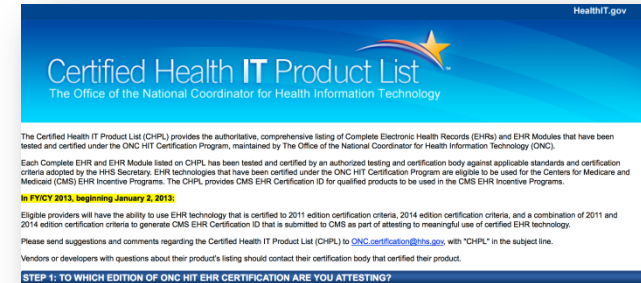 HealthIT.gov
Certified Health IT Product List
The Office of the National Coordinator for Health Information Technology
The Certified Health IT Product List (CHPL) provides the authoritative, comprehensive listing of Complete Electronic Health Records (EHRs) and EHR Modules that have been
tested and certified under the ONC HIT Certification Program, maintained by The Office of the National Coordinator for Health Information Technology (ONC).
Each Complete EHR and EHR Module listed on CHPL has been tested and certified by an authorized testing and certification body against applicable standards and certification
criteria adopted by the HHS Secretary. EHR technologies that have been certified under the ONC HIT Certification Program are eligible to be used for the Centers for Medicare and
Medicaid (CMS) EHR Incentive Programs. The CHPL provides CMS EHR Certification ID for qualified products to be used in the CMS EHR Incentive Programs.
In FY/CY 2013, beginning January 2, 2013:
Eligible providers will have the ability to use EHR technology that is certified to 2011 edition certification criteria, 2014 edition certification criteria, and a combination of 2011 and
2014 edition certification criteria to generate CMS EHR Certification ID that is submitted to CMS as part of attesting to meaningful use of certified EHR technology.
Please send suggestions and comments regarding the Certified Health IT Product List (CHPL) to ONC.certification@hhs.gov, with "CHPL" in the subject line.
Vendors or developers with questions about their product's listing should contact their certification body that certified their product.
STEP 1: TO WHICH EDITION OF ONC HIT EHR CERTIFICATION ARE YOU ATTESTING?